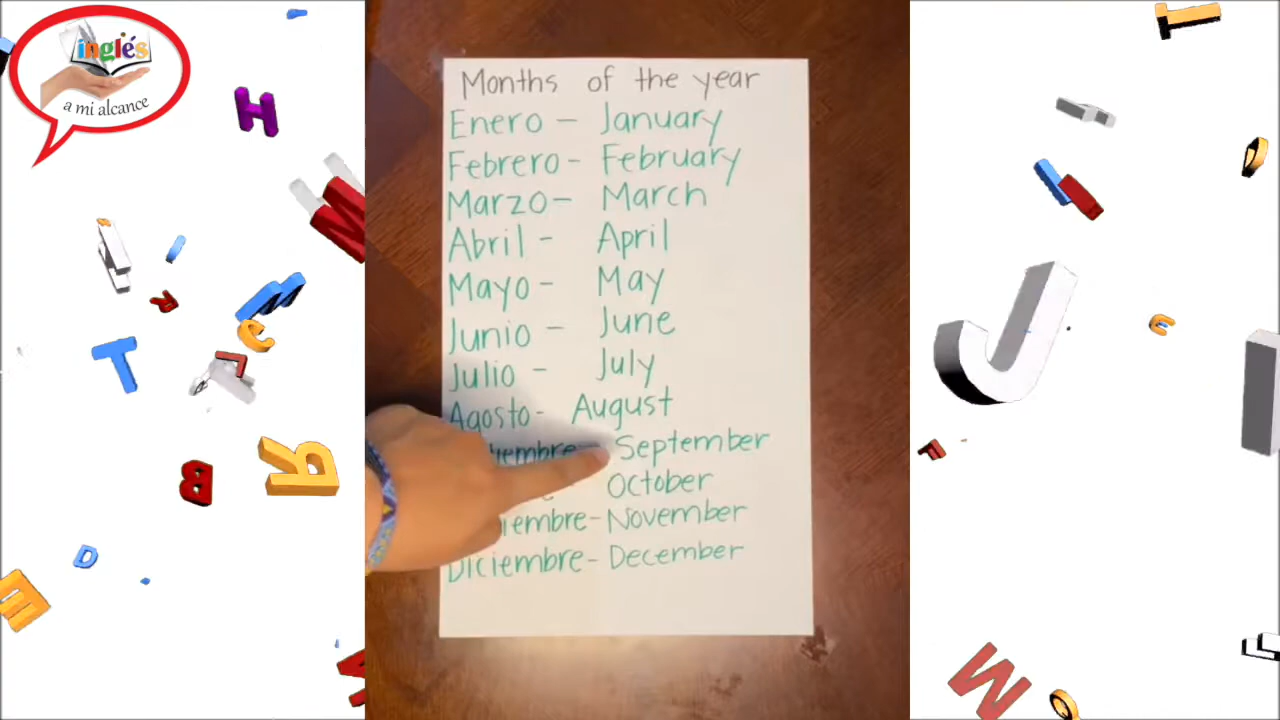 inglés
a mi alcance
Months of the year
Enero - January
Febrero - February
Marzo - March
Abril - April
Mayo - May
Junio - June
Julio - July
Agosto - August
- September
October
- November
Diciembre - December